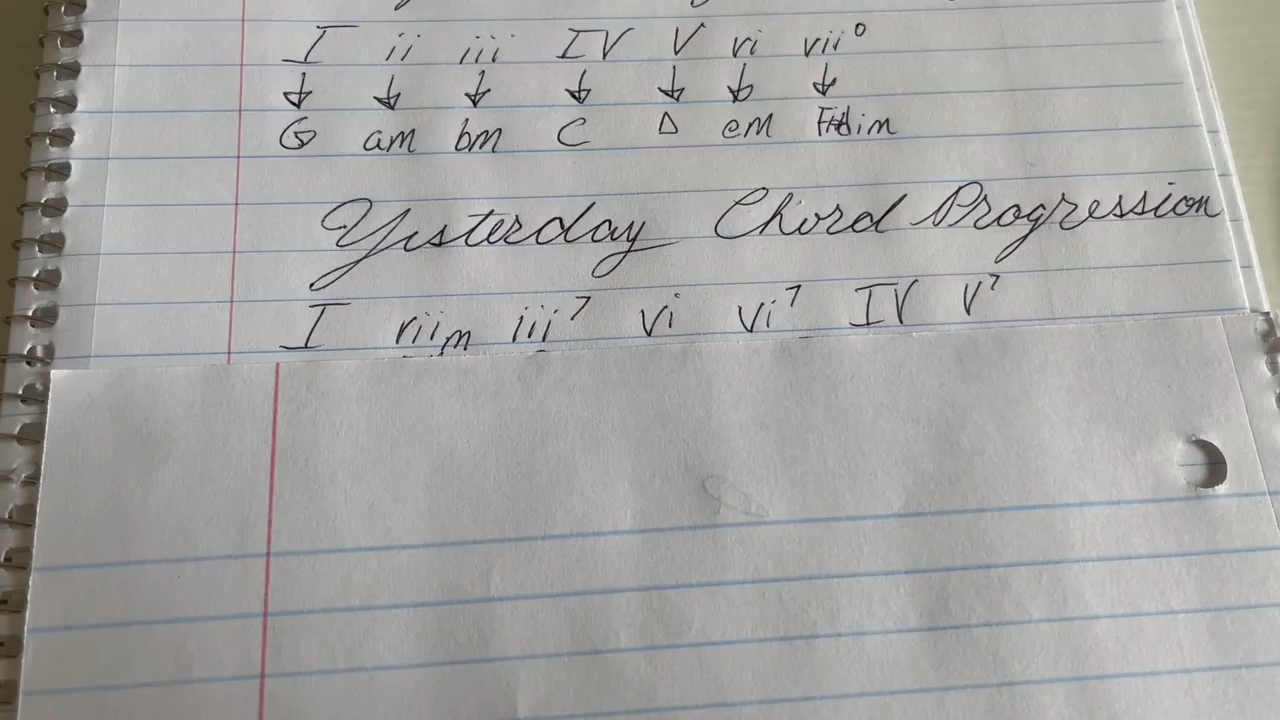 I ii iii IV V vi vii°
↓ ↓ ↓ ↓ ↓ ↓ ↓
G am bm C D em F#dim
Yesterday Chord Progression
I viim iii⁷ vi vi⁷ IV V⁷